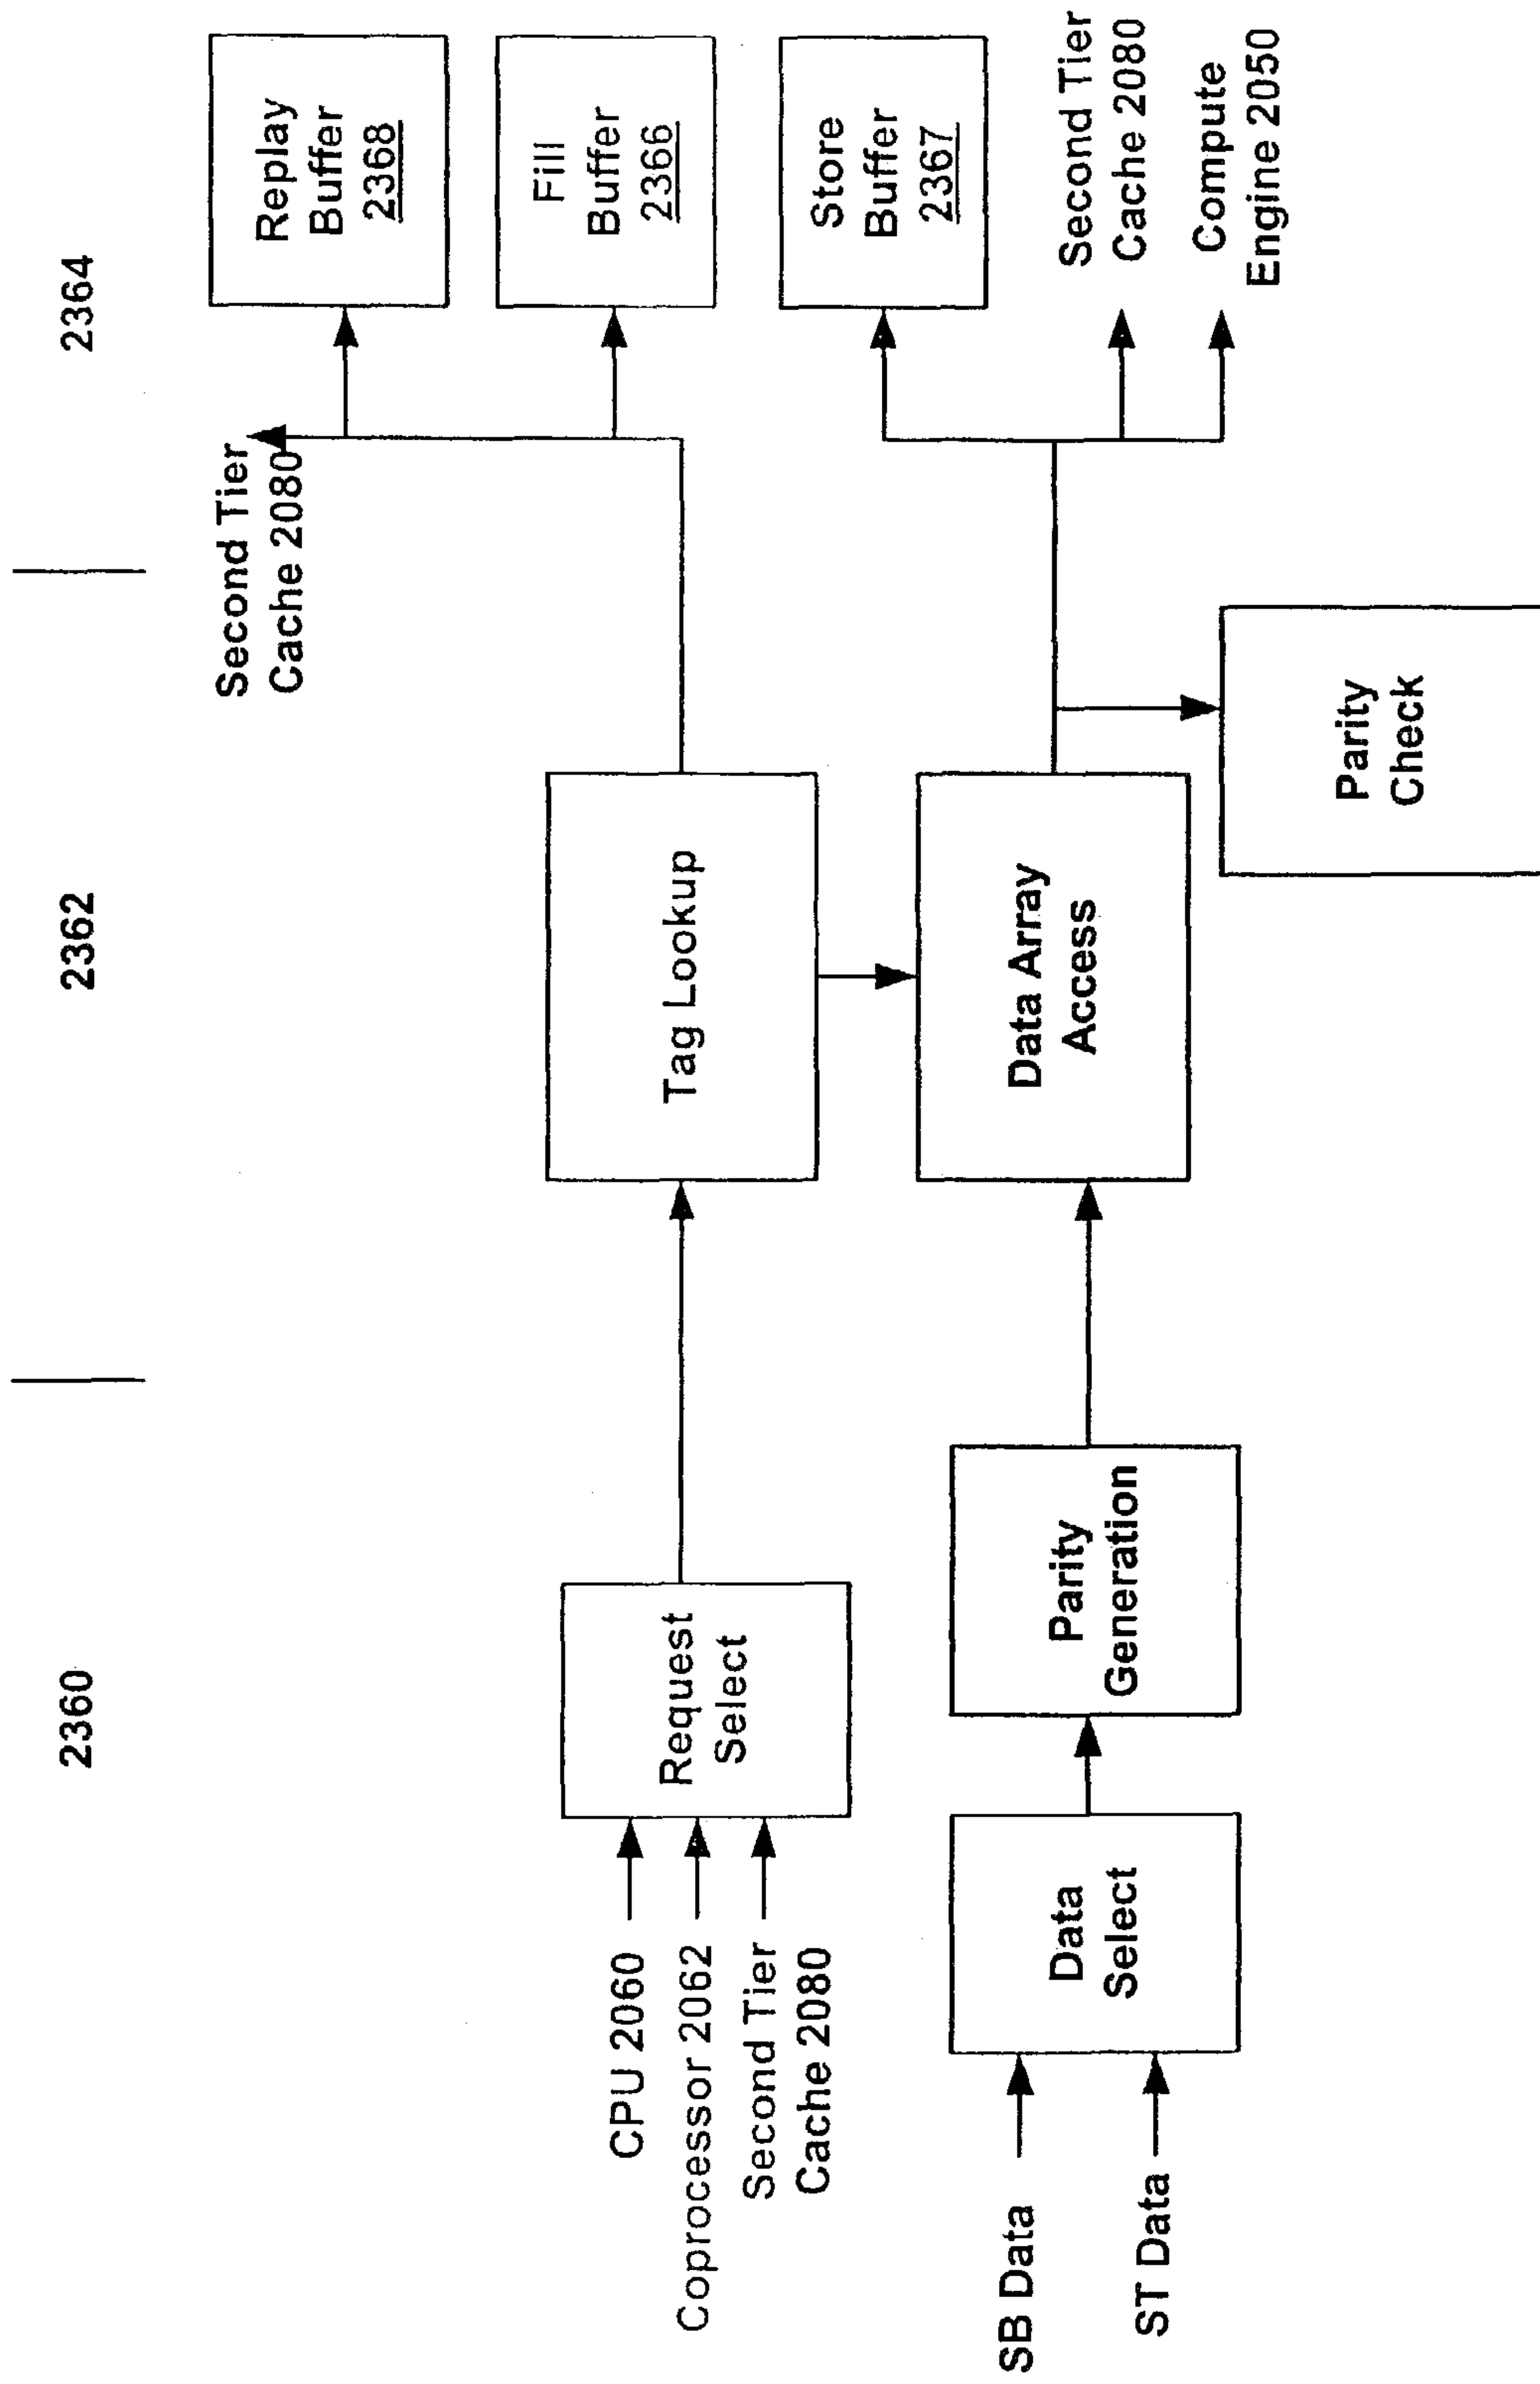 2360
2362
2364
Second Tier
Cache 2080
Replay
Buffer
2368
Fill
Buffer
2366
CPU 2060
Coprocessor 2062
Second Tier
Cache 2080
Request
Select
Tag Lookup
Store
Buffer
2367
SB Data
ST Data
Data
Select
Parity
Generation
Data Array
Access
Second Tier
Cache 2080
Compute
Engine 2050
Parity
Check